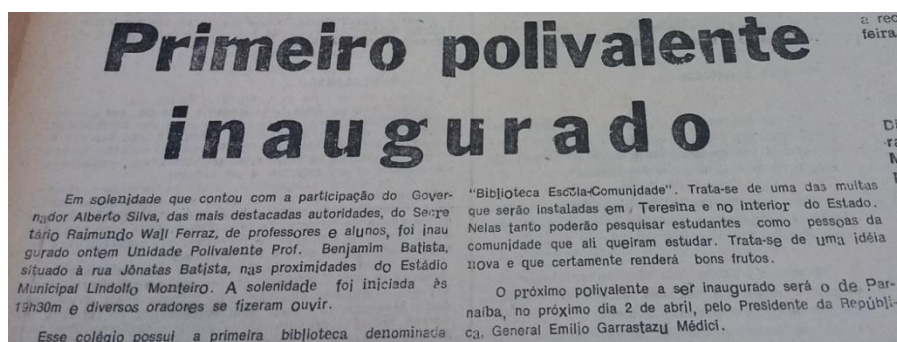 Primeiro polivalente
inaugurado
Em solenidade que contou com a participação do Gover-
nador Alberto Silva, das mais destacadas autoridades, do Secre
tário Raimundo Wall Ferraz, de professores e alunos, foi inau
gurado ontem Unidade Polivalente Prof. Benjamim Batista,
situado à rua Jônatas Batista, nas proximidades do Estádio
Municipal Lindolfo Monteiro. A solenidade foi iniciada às
19h30m e diversos oradores se fizeram ouvir.
Esse colégio possui a primeira biblioteca denominada
"Biblioteca Escola-Comunidade". Trata-se de uma das muitas
que serão instaladas em Teresina e no interior do Estado.
Nelas tanto poderão pesquisar estudantes como pessoas da
comunidade que ali queiram estudar. Trata-se de uma idéia
nova e que certamente renderá bons frutos.
O próximo polivalente a ser inaugurado será o de Par-
naíba, no próximo dia 2 de abril, pelo Presidente da Repúbli-
ca, General Emilio Garrastazu Médici.
a rec
feira